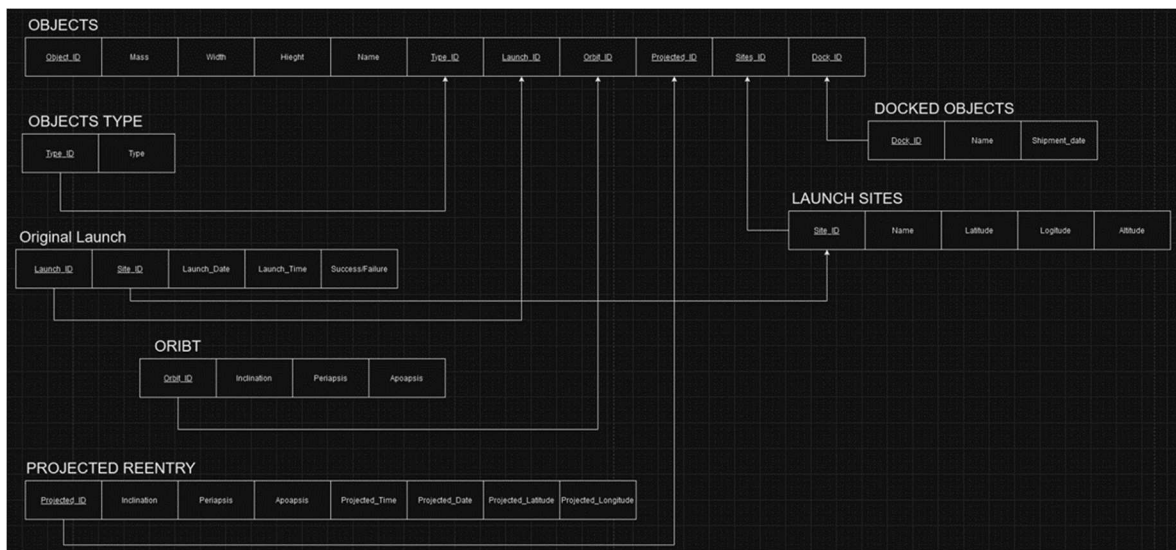 OBJECTS
Object_ID Mass Width Hieght Name Type_ID Launch_ID Orbit_ID Projected_ID Sites_ID Dock_ID
DOCKED OBJECTS
Dock_ID Name Shipment_date
OBJECTS TYPE
Type_ID Type
LAUNCH SITES
Site_ID Name Latitude Logitude Altitude
Original Launch
Launch_ID Site_ID Launch_Date Launch_Time Success/Failure
ORIBT
Orbit_ID Inclination Periapsis Apoapsis
PROJECTED REENTRY
Projected_ID Inclination Periapsis Apoapsis Projected_Time Projected_Date Projected_Latitude Projected_Longitude